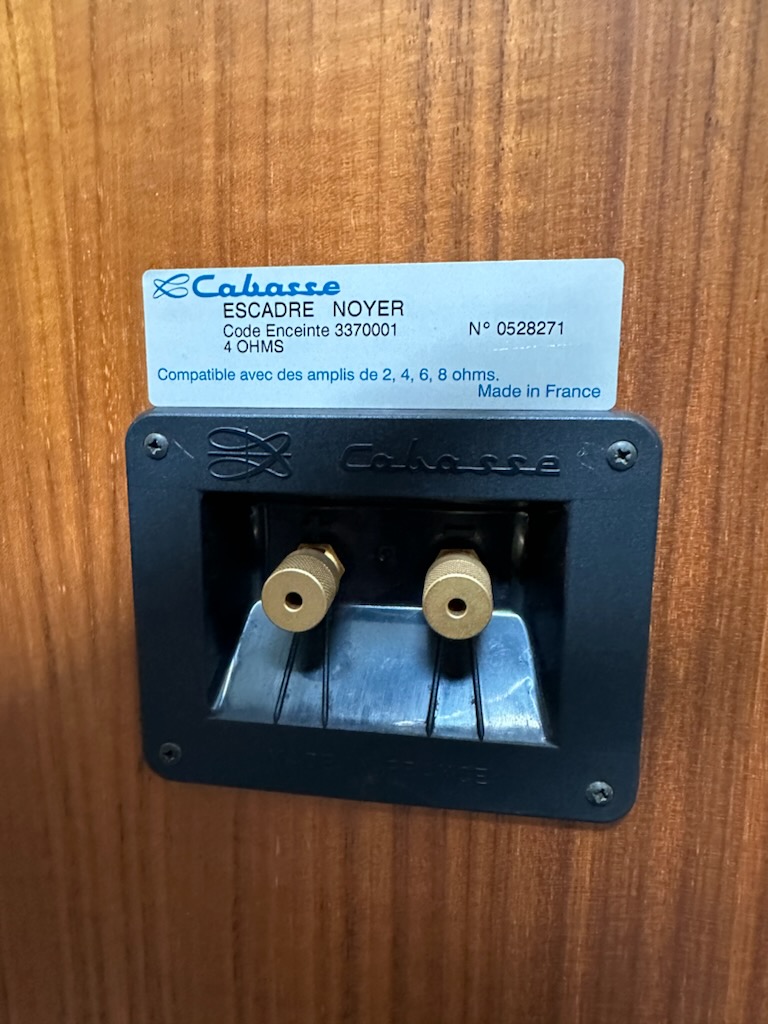 Cabasse
ESCADRE NOYER
Code Enceinte 3370001 N° 0528271
4 OHMS
Compatible avec des amplis de 2, 4, 6, 8 ohms.
Made in France
Cabasse